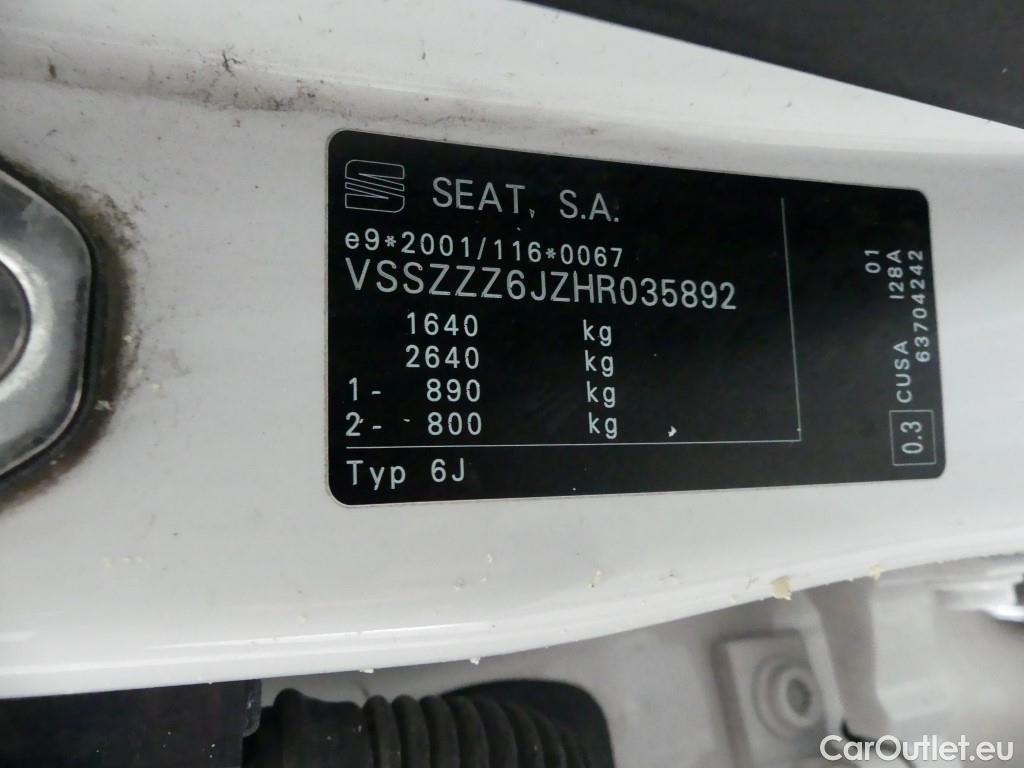 SEAT, S.A.
e9*2001/116*0067
VSSZZZ6JZHR035892
1640 kg
2640 kg
1- 890 kg
2- 800 kg
Typ 6J
01
CUSA I28A
63704242
0.3
CarOutlet.eu